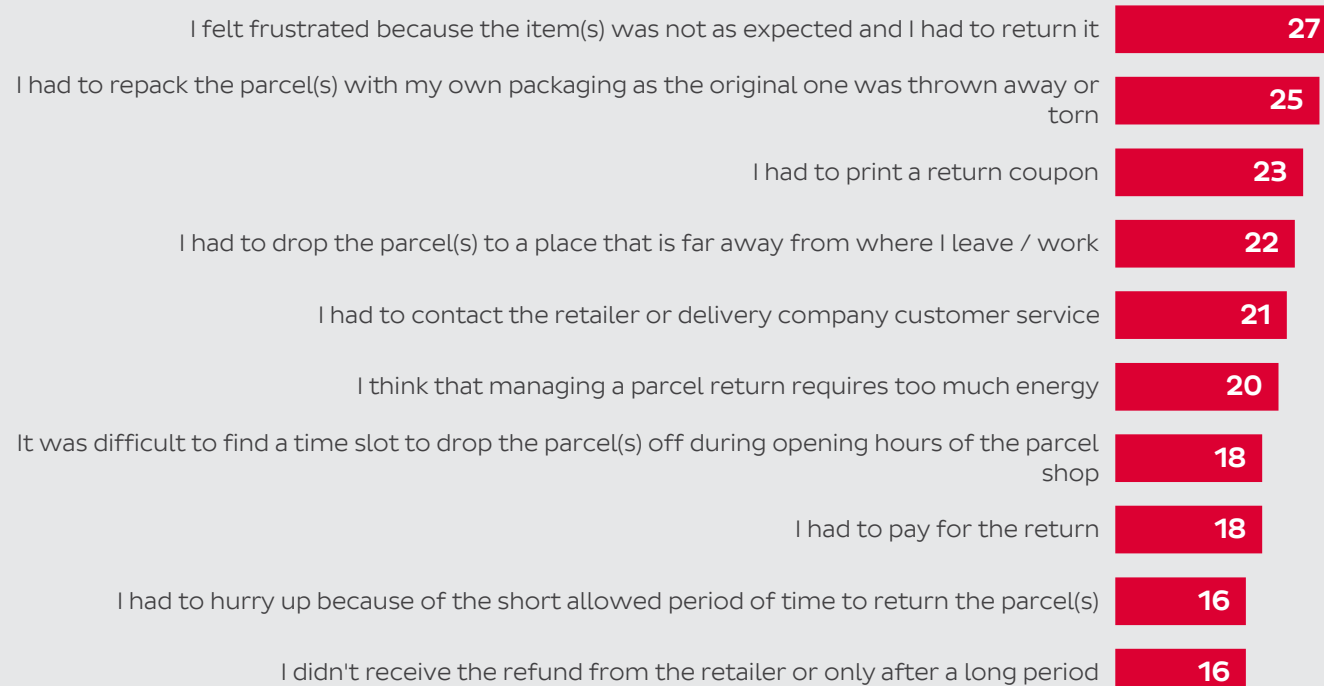 I felt frustrated because the item(s) was not as expected and I had to return it 27
I had to repack the parcel(s) with my own packaging as the original one was thrown away or
torn 25
I had to print a return coupon 23
I had to drop the parcel(s) to a place that is far away from where I leave / work 22
I had to contact the retailer or delivery company customer service 21
I think that managing a parcel return requires too much energy 20
It was difficult to find a time slot to drop the parcel(s) off during opening hours of the parcel
shop 18
I had to pay for the return 18
I had to hurry up because of the short allowed period of time to return the parcel(s) 16
I didn't receive the refund from the retailer or only after a long period 16